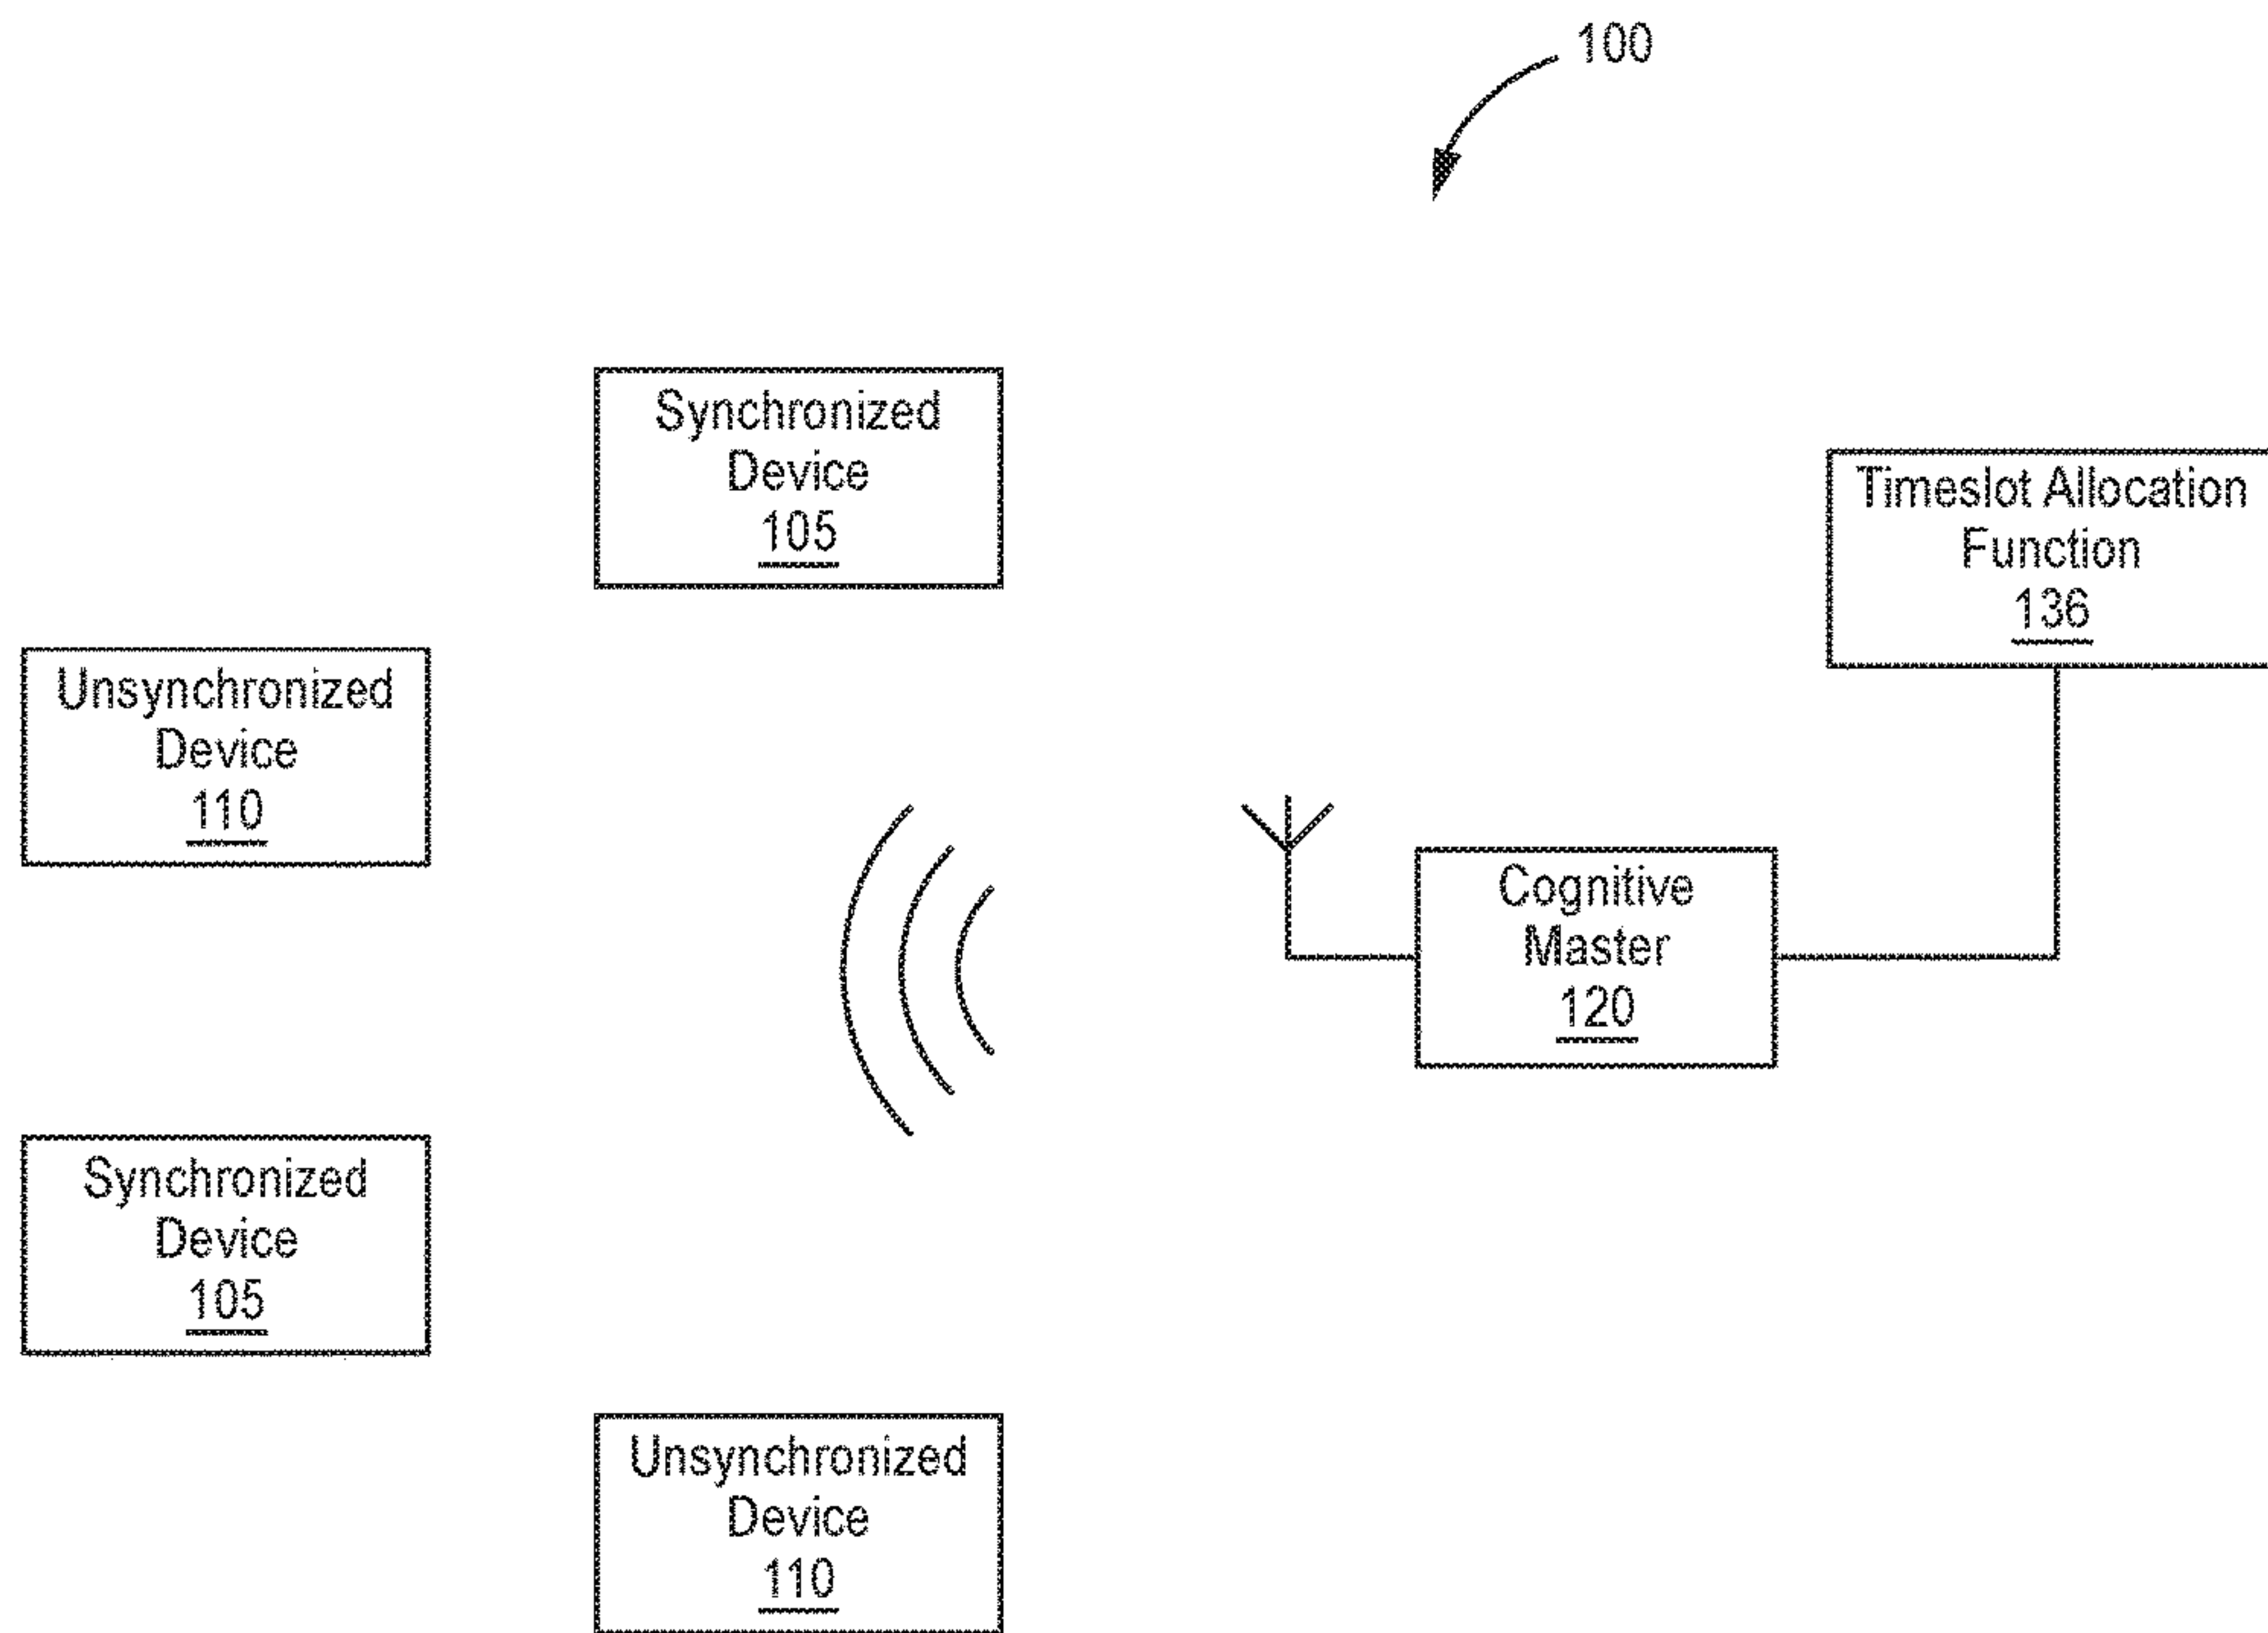 100
Synchronized
Device
105
Timeslot Allocation
Function
136
Unsynchronized
Device
110
Cognitive
Master
120
Synchronized
Device
105
Unsynchronized
Device
110